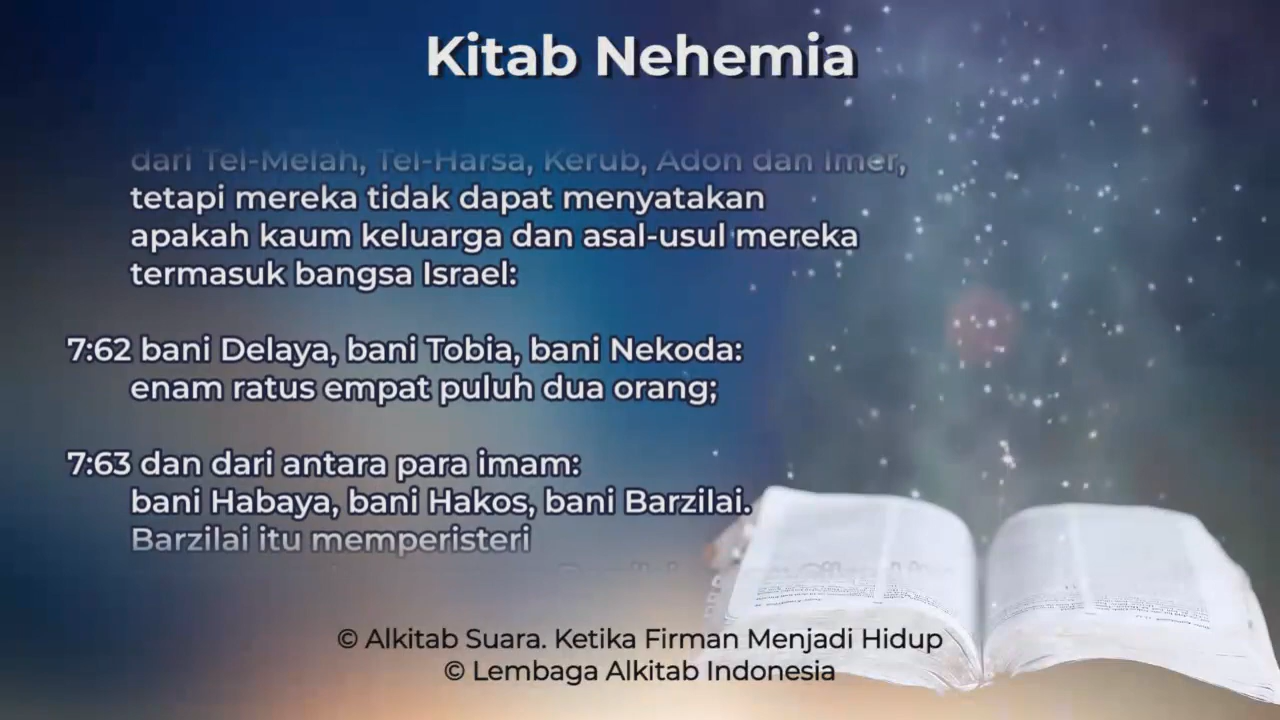 Kitab Nehemia
dari Tel-Melah, Tel-Harsa, Kerub, Adon dan Imer,
tetapi mereka tidak dapat menyatakan
apakah kaum keluarga dan asal-usul mereka
termasuk bangsa Israel:
7:62 bani Delaya, bani Tobia, bani Nekoda:
enam ratus empat puluh dua orang;
7:63 dan dari antara para imam:
bani Habaya, bani Hakos, bani Barzilai.
Barzilai itu memperisteri
© Alkitab Suara. Ketika Firman Menjadi Hidup
© Lembaga Alkitab Indonesia